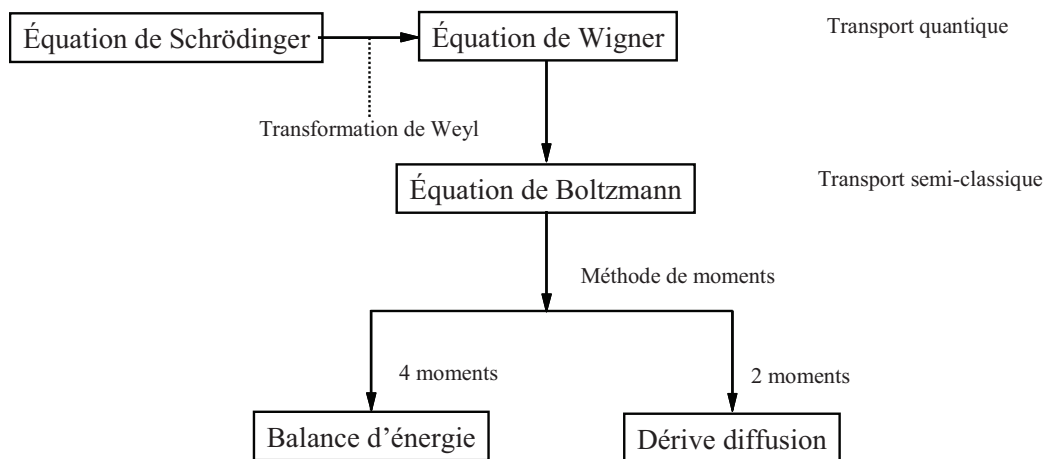 Équation de Schrödinger
Équation de Wigner
Transport quantique
Transformation de Weyl
Équation de Boltzmann
Transport semi-classique
Méthode de moments
4 moments
2 moments
Balance d’énergie
Dérive diffusion